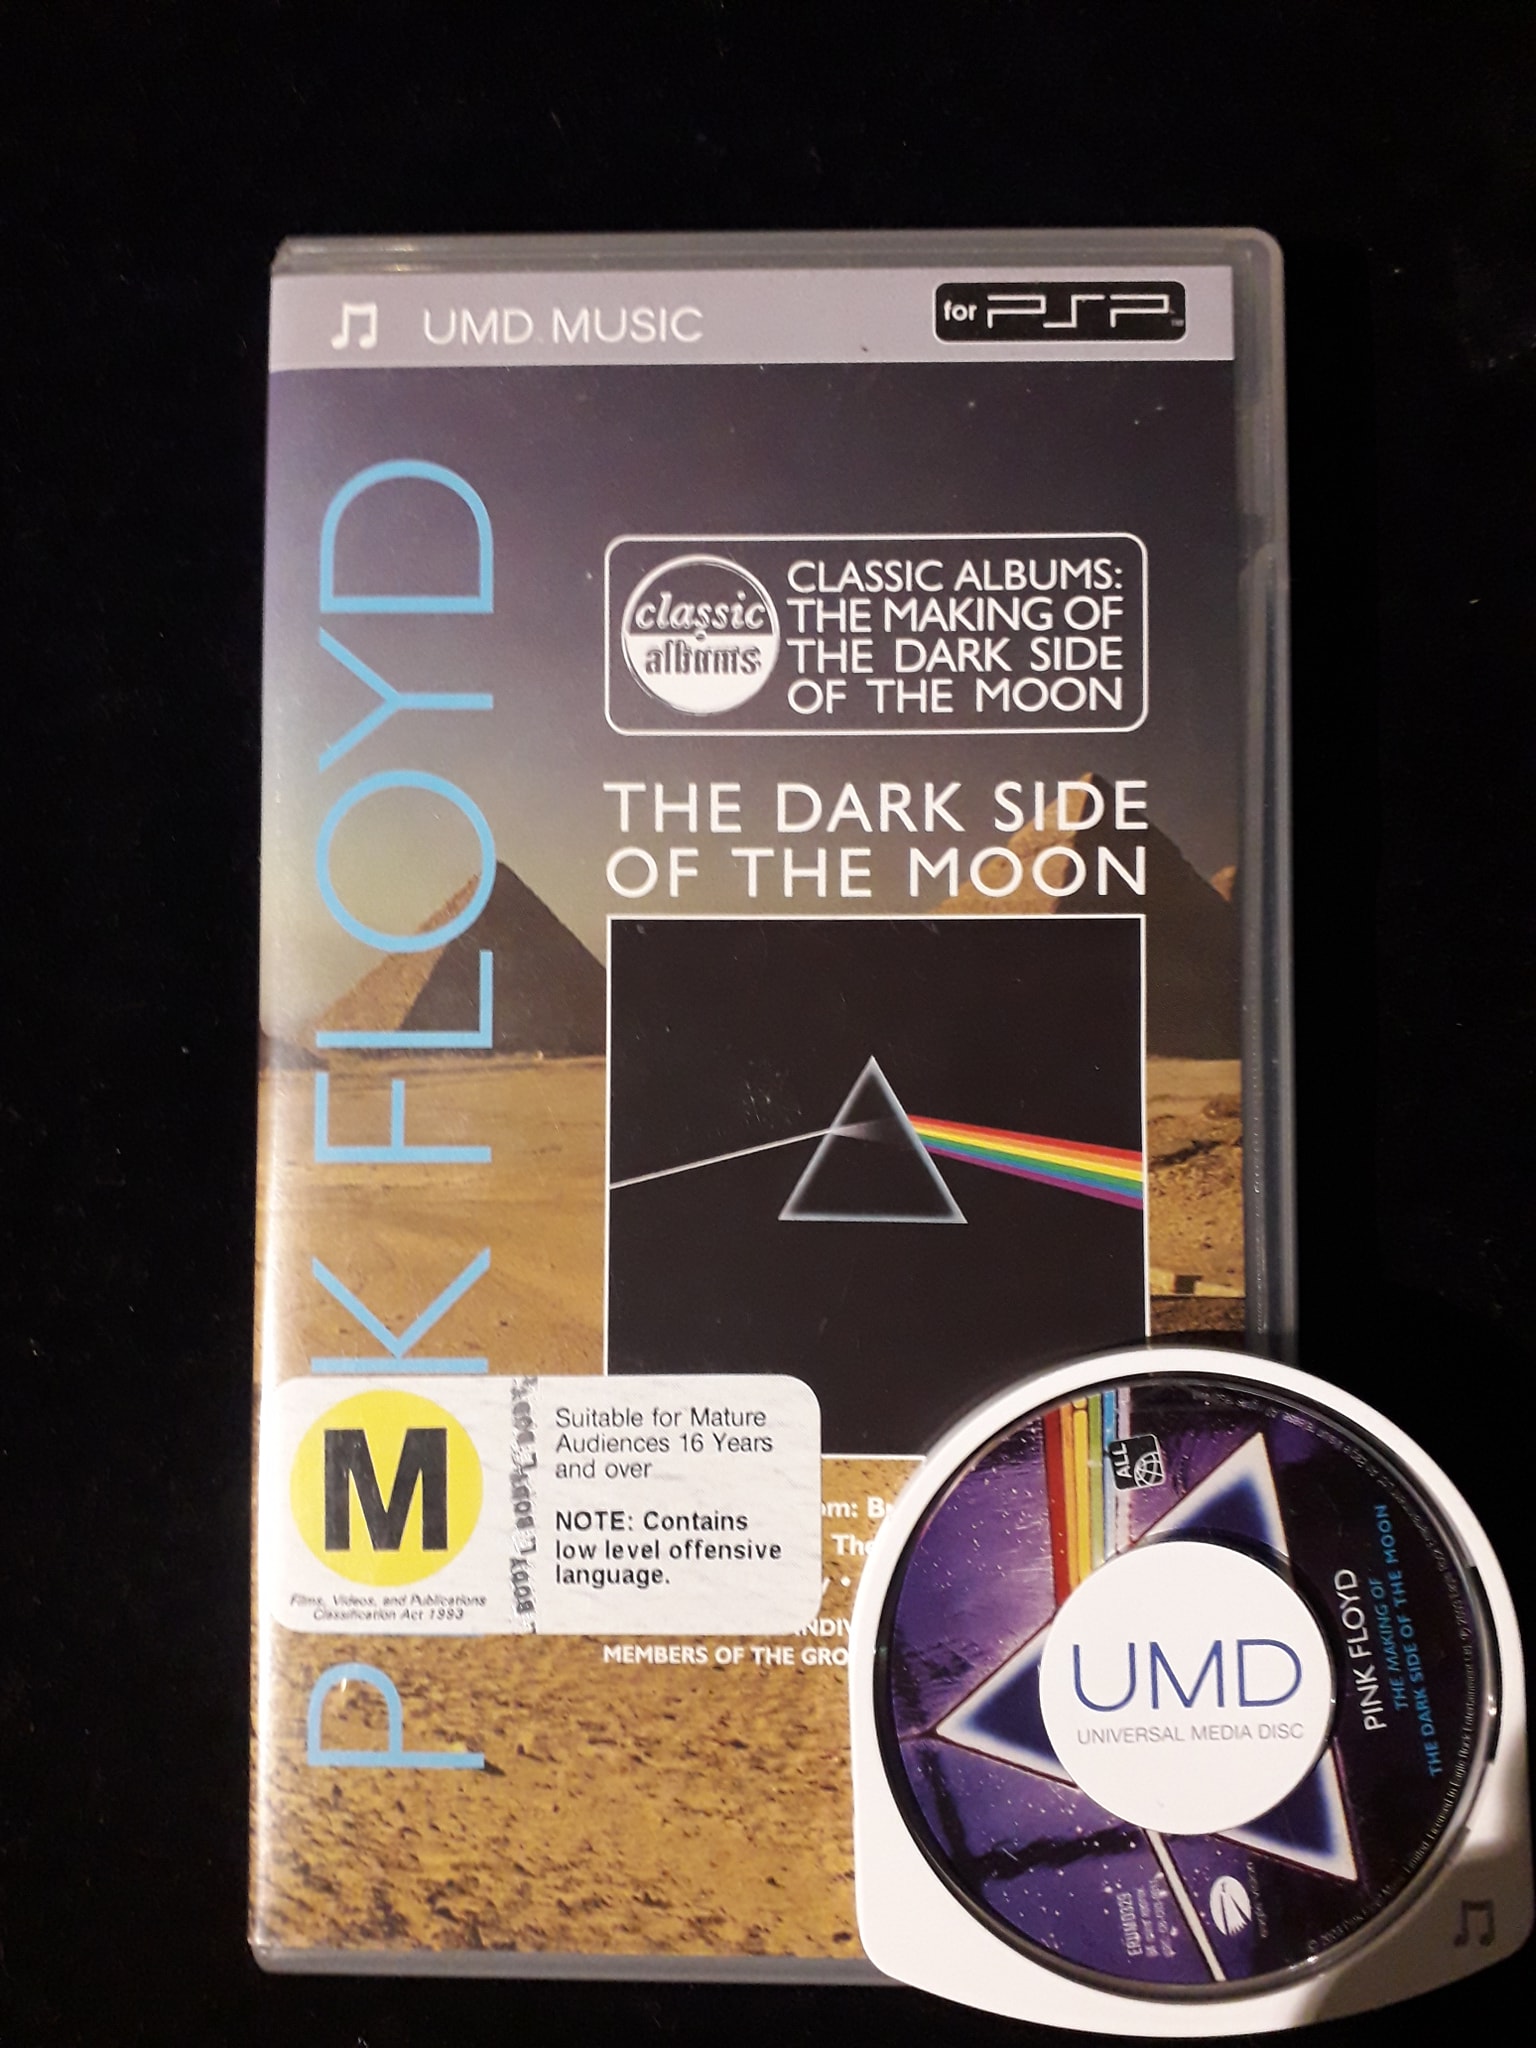 UMD MUSIC
for PSP
PINK FLOYD
classic albums
CLASSIC ALBUMS:
THE MAKING OF
THE DARK SIDE
OF THE MOON
THE DARK SIDE
OF THE MOON
M
Films, Videos, and Publications
Classification Act 1993
Suitable for Mature
Audiences 16 Years
and over
NOTE: Contains
low level offensive
language.
The
MEMBERS OF THE
ALL
UMD
UNIVERSAL MEDIA DISC
PINK FLOYD
THE MAKING OF
THE DARK SIDE OF THE MOON
ERUMD329